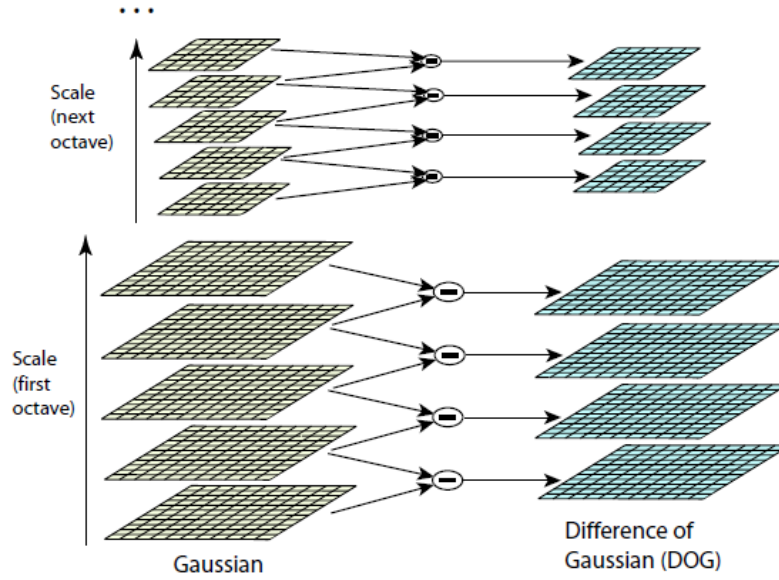 ...
Scale
(next
octave)
Scale
(first
octave)
Gaussian
Difference of
Gaussian (DOG)